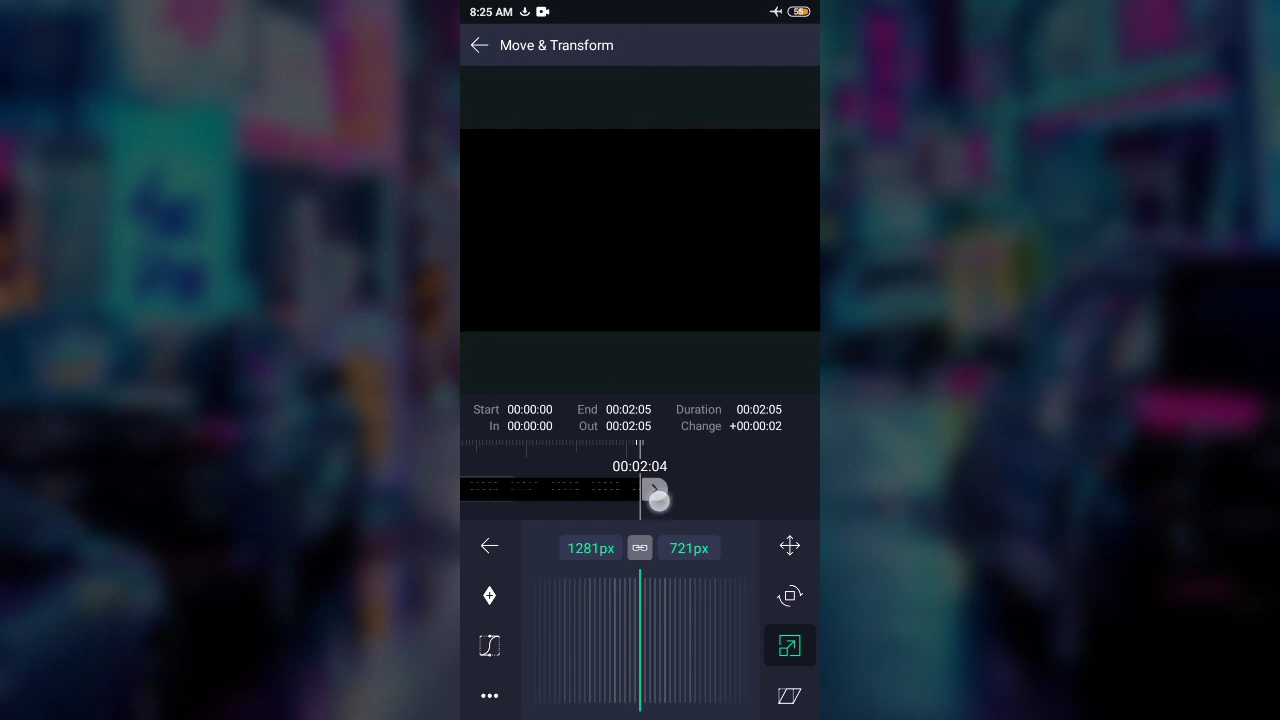 8:25 AM 55
Move & Transform
Start 00:00:00 End 00:02:05 Duration 00:02:05
In 00:00:00 Out 00:02:05 Change +00:00:02
00:02:04
1281px 721px